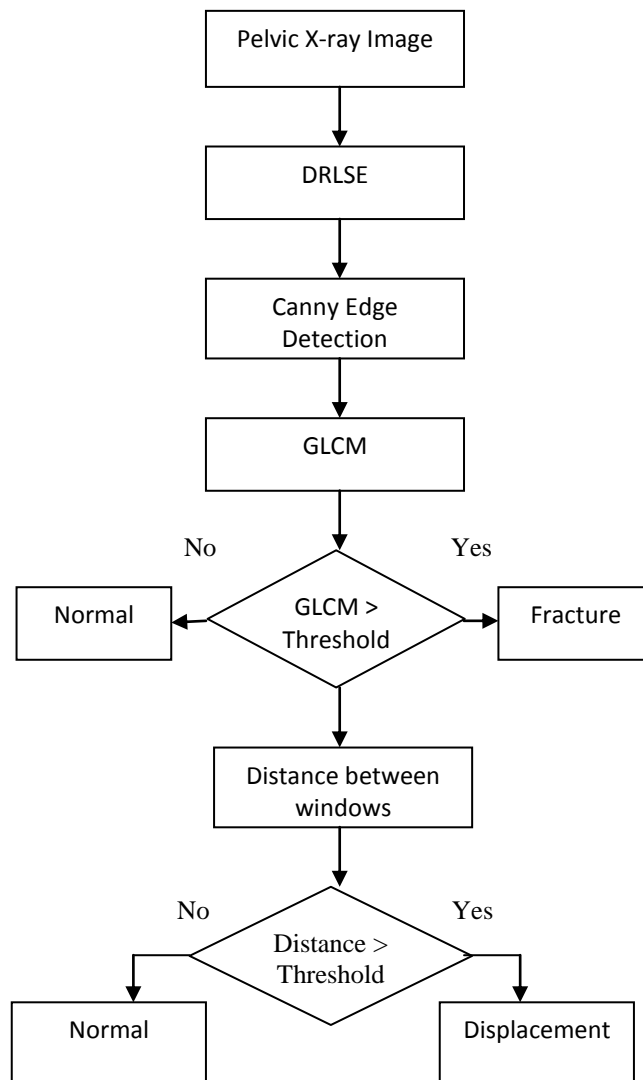 Pelvic X-ray Image
DRLSE
Canny Edge
Detection
GLCM
No
Yes
Normal
GLCM >
Threshold
Fracture
Distance between
windows
No
Yes
Distance >
Threshold
Normal
Displacement